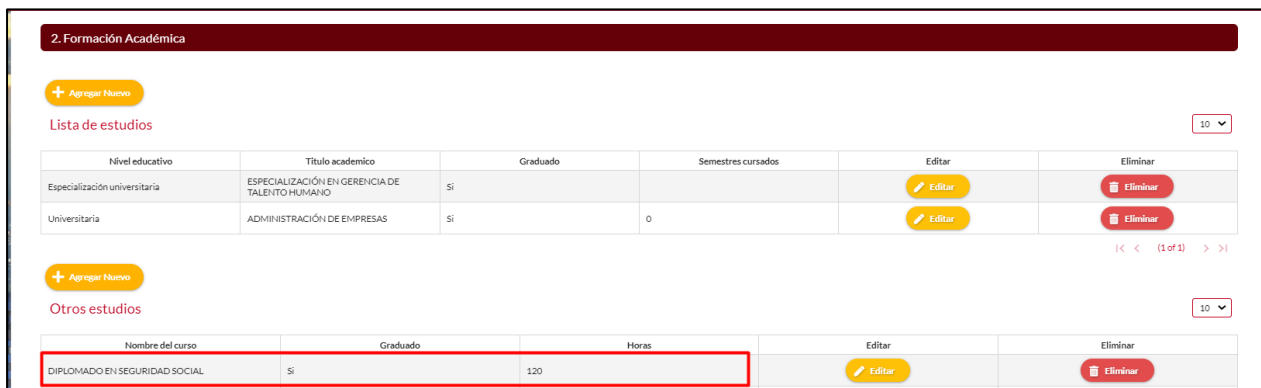 2. Formación Académica
Agregar Nuevo
Lista de estudios
10
Nivel educativo Titulo academico Graduado Semestres cursados Editar Eliminar
Especialización universitaria ESPECIALIZACIÓN EN GERENCIA DE TALENTO HUMANO Si Editar Eliminar
Universitaria ADMINISTRACIÓN DE EMPRESAS Si 0 Editar Eliminar
(1 of 1)
Agregar Nuevo
Otros estudios
10
Nombre del curso Graduado Horas Editar Eliminar
DIPLOMADO EN SEGURIDAD SOCIAL Si 120 Editar Eliminar